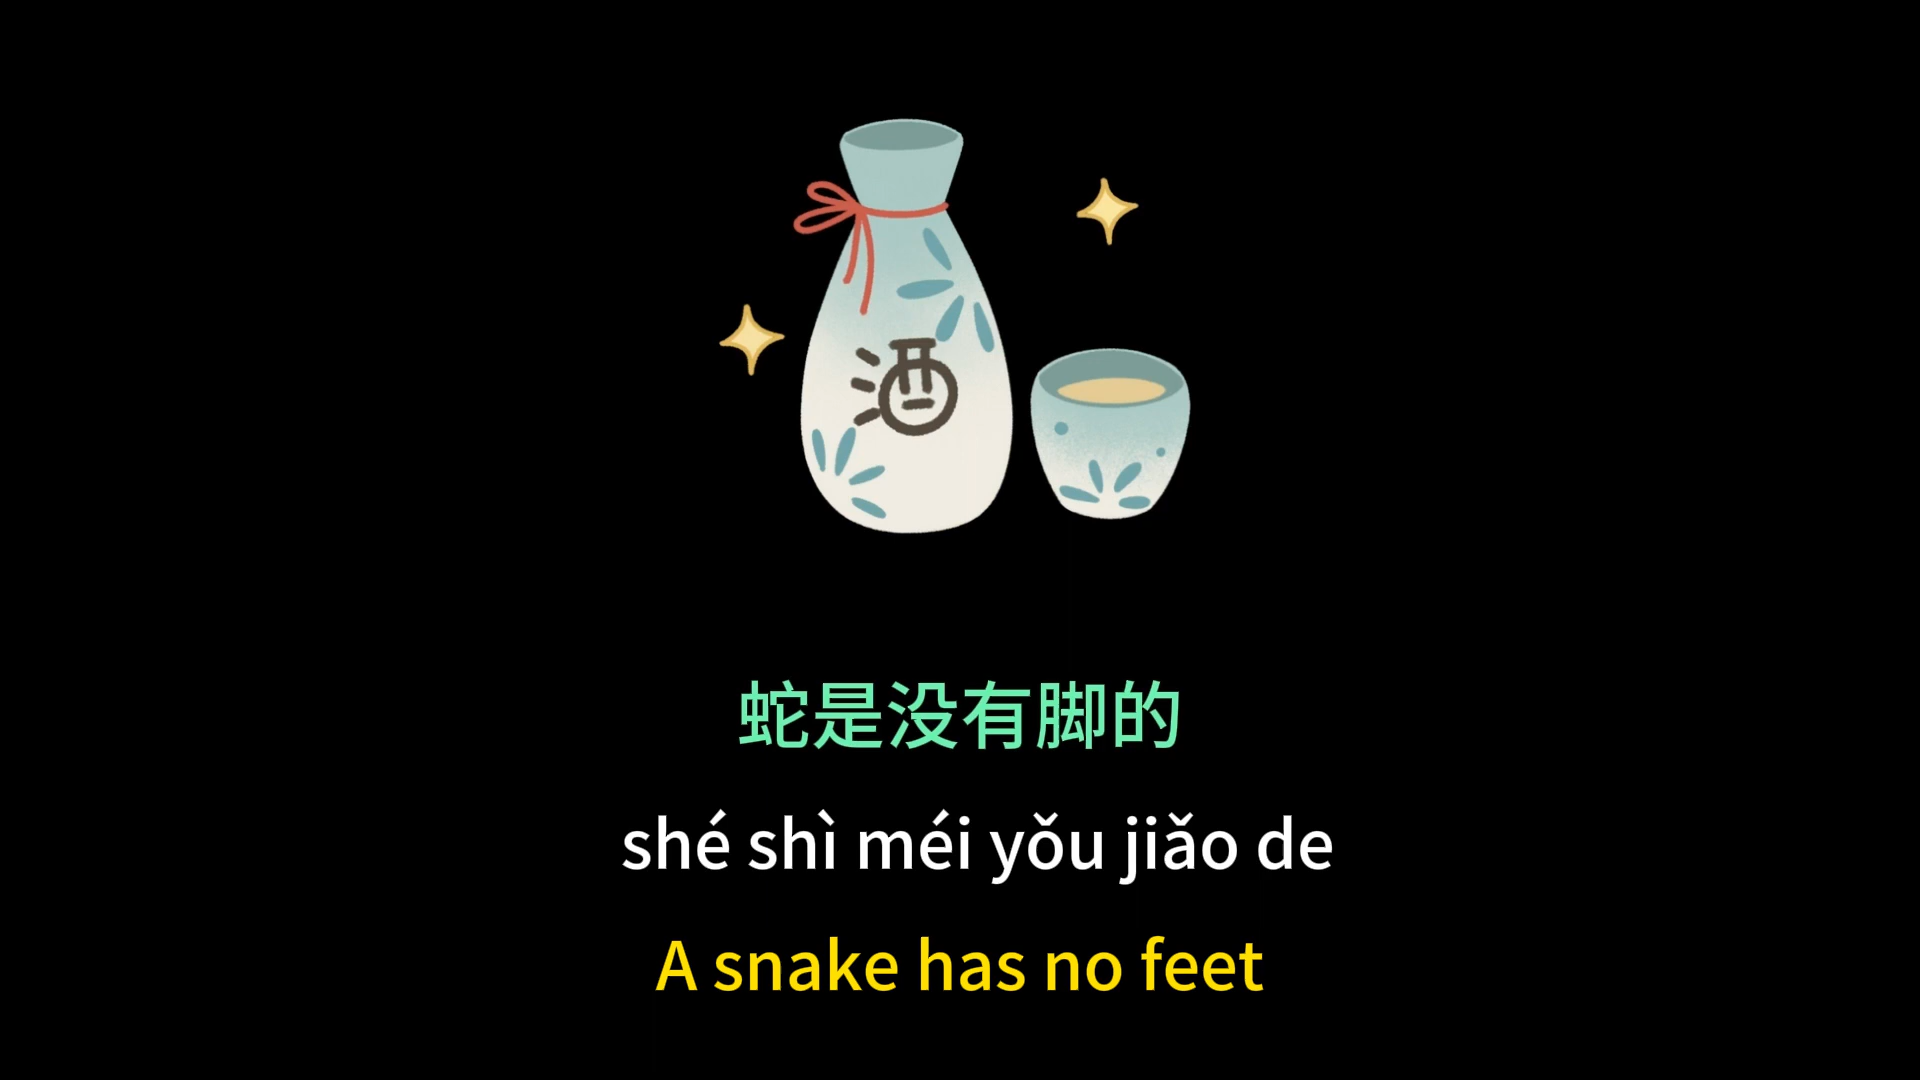 酒
蛇是没有脚的
shé shì méi yǒu jiǎo de
A snake has no feet